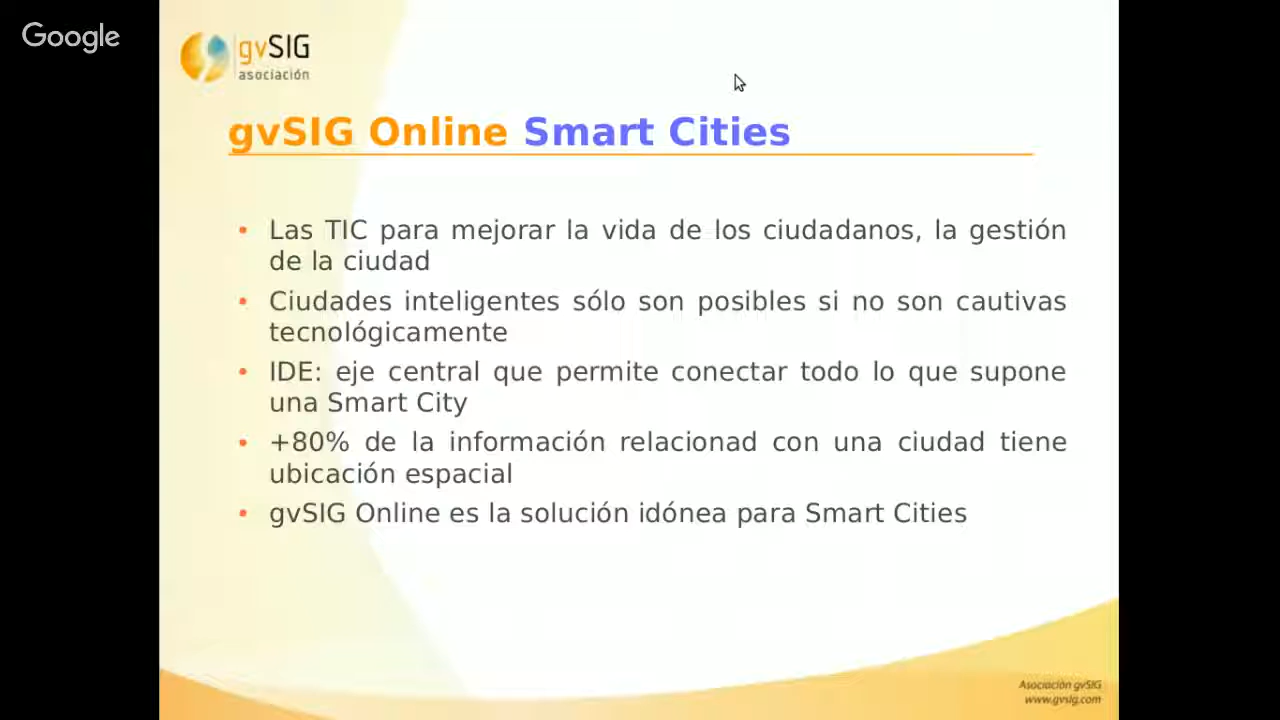 Google
gvSIG
asociación
gvSIG Online Smart Cities
• Las TIC para mejorar la vida de los ciudadanos, la gestión
de la ciudad
• Ciudades inteligentes sólo son posibles si no son cautivas
tecnológicamente
• IDE: eje central que permite conectar todo lo que supone
una Smart City
• +80% de la información relacionad con una ciudad tiene
ubicación espacial
• gvSIG Online es la solución idónea para Smart Cities
Asociación gvSIG
www.gvsig.com